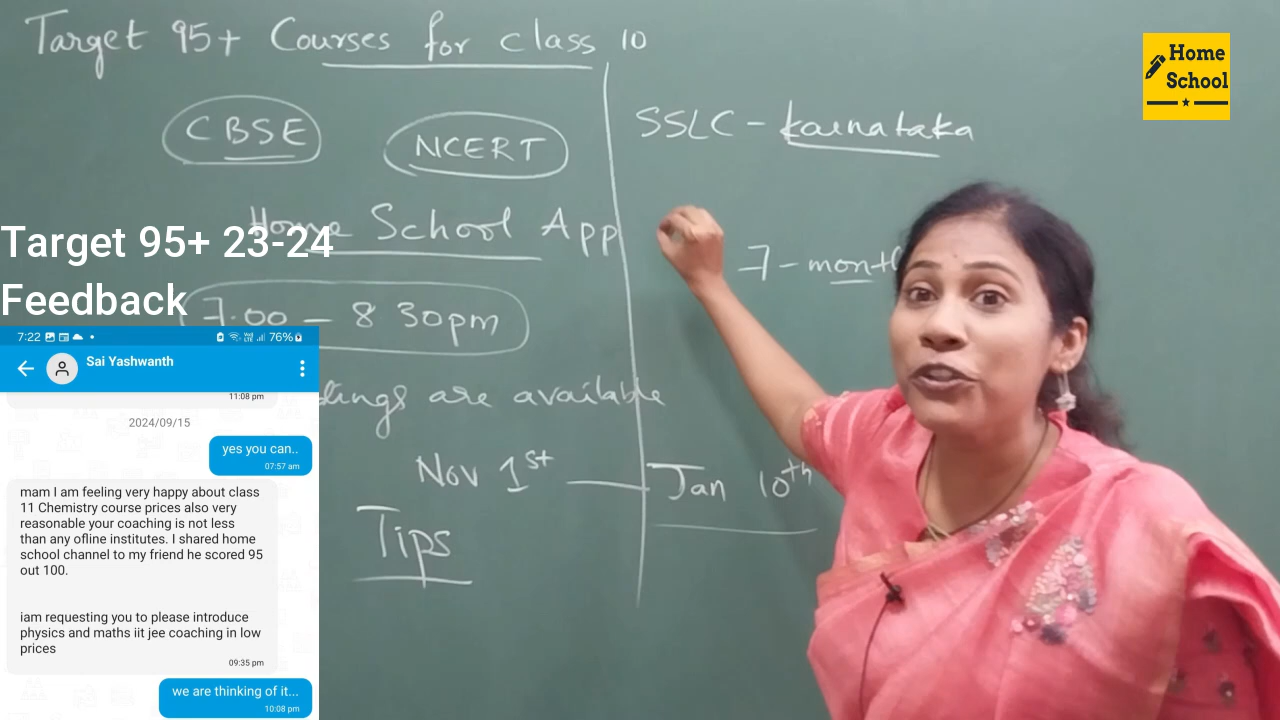 Target 95+ Courses for class 10
CBSE
NCERT
SSLC - Karnataka
Home School App
7 - month
7.00 - 8 30pm
are available
Nov 1st — Jan 10th
Tips
Home
School
Target 95+ 23-24
Feedback
7:22 76%
Sai Yashwanth
11:08 pm
2024/09/15
yes you can..
07:57 am
mam I am feeling very happy about class
11 Chemistry course prices also very
reasonable your coaching is not less
than any ofline institutes. I shared home
school channel to my friend he scored 95
out 100.
iam requesting you to please introduce
physics and maths iit jee coaching in low
prices
09:35 pm
we are thinking of it...
10:08 pm